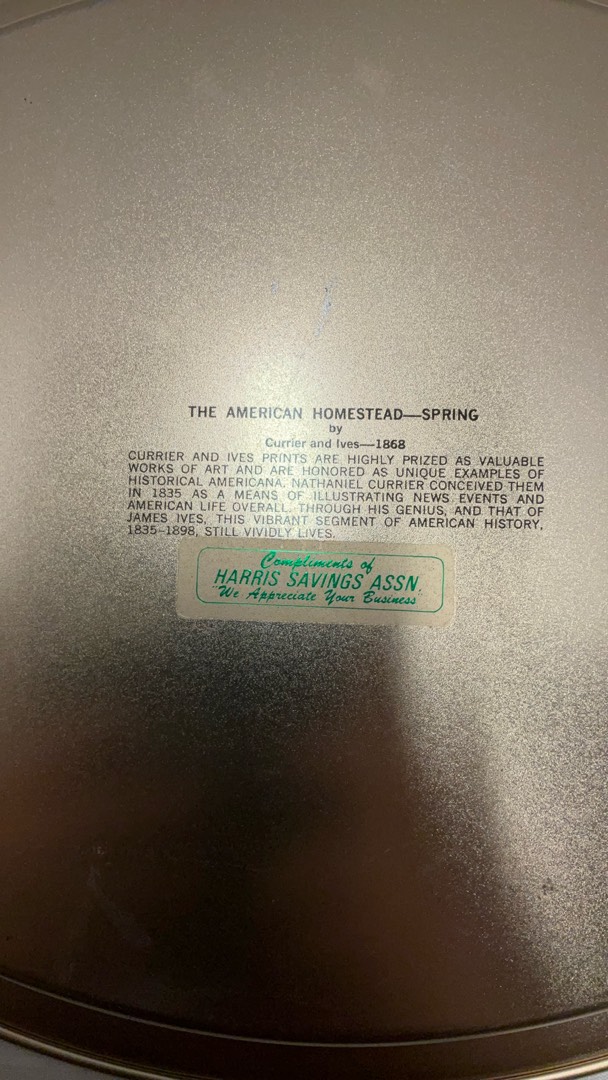 THE AMERICAN HOMESTEAD—SPRING
by
Currier and Ives—1868
CURRIER AND IVES PRINTS ARE HIGHLY PRIZED AS VALUABLE
WORKS OF ART AND ARE HONORED AS UNIQUE EXAMPLES OF
HISTORICAL AMERICANA. NATHANIEL CURRIER CONCEIVED THEM
IN 1835 AS A MEANS OF ILLUSTRATING NEWS EVENTS AND
AMERICAN LIFE OVERALL. THROUGH HIS GENIUS, AND THAT OF
JAMES IVES, THIS VIBRANT SEGMENT OF AMERICAN HISTORY,
1835-1898, STILL VIVIDLY LIVES.
Compliments of
HARRIS SAVINGS ASSN.
"We Appreciate Your Business"